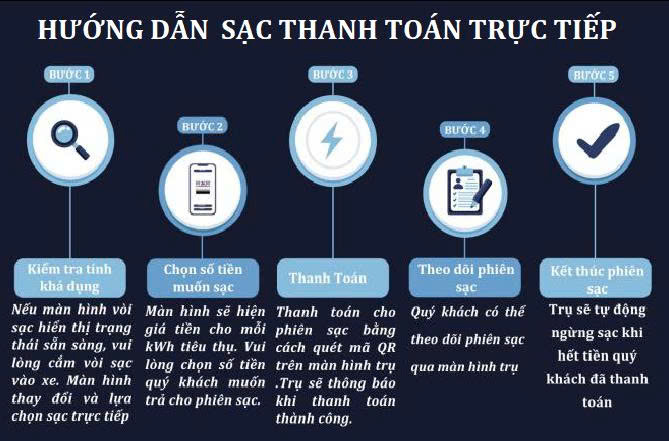 HƯỚNG DẪN SẠC THANH TOÁN TRỰC TIẾP
BƯỚC 1
Kiểm tra tính
khả dụng
Nếu màn hình vòi
sạc hiển thị trạng
thái sẵn sàng, vui
lòng cắm vòi sạc
vào xe. Màn hình
thay đổi và lựa
chọn sạc trực tiếp
BƯỚC 2
Chọn số tiền
muốn sạc
Màn hình sẽ hiện
giá tiền cho mỗi
kWh tiêu thụ. Vui
lòng chọn số tiền
quý khách muốn
trả cho phiên sạc.
BƯỚC 3
Thanh Toán
Thanh toán cho
phiên sạc bằng
cách quét mã QR
trên màn hình trụ
.Trụ sẽ thông báo
khi thanh toán
thành công.
BƯỚC 4
Theo dõi phiên
sạc
Quý khách có thể
theo dõi phiên sạc
qua màn hình trụ
BƯỚC 5
Kết thúc phiên
sạc
Trụ sẽ tự động
ngừng sạc khi
hết tiền quý
khách đã thanh
toán